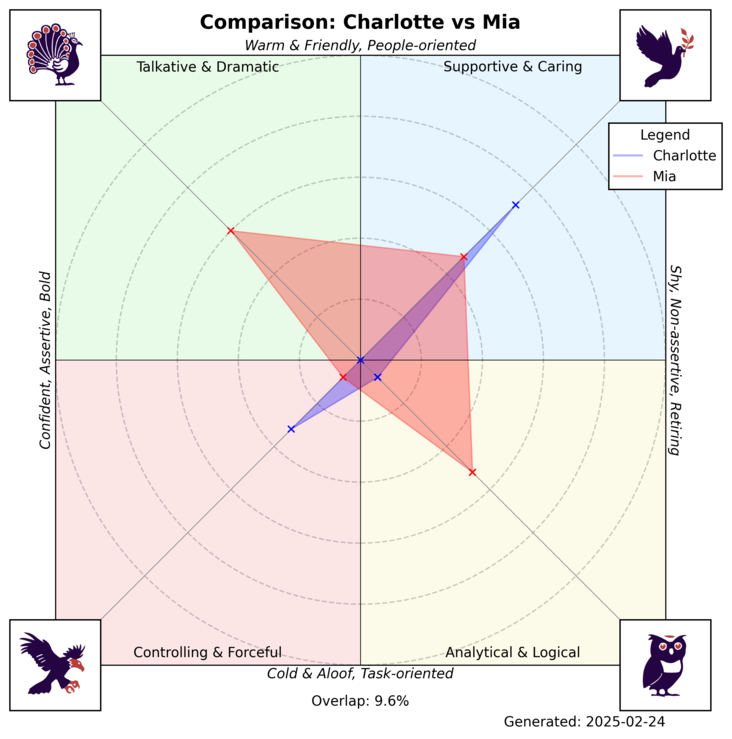 Comparison: Charlotte vs Mia
Warm & Friendly, People-oriented
Talkative & Dramatic
Supportive & Caring
Legend
Charlotte
Mia
Confident, Assertive, Bold
Shy, Non-assertive, Retiring
Controlling & Forceful
Analytical & Logical
Cold & Aloof, Task-oriented
Overlap: 9.6%
Generated: 2025-02-24